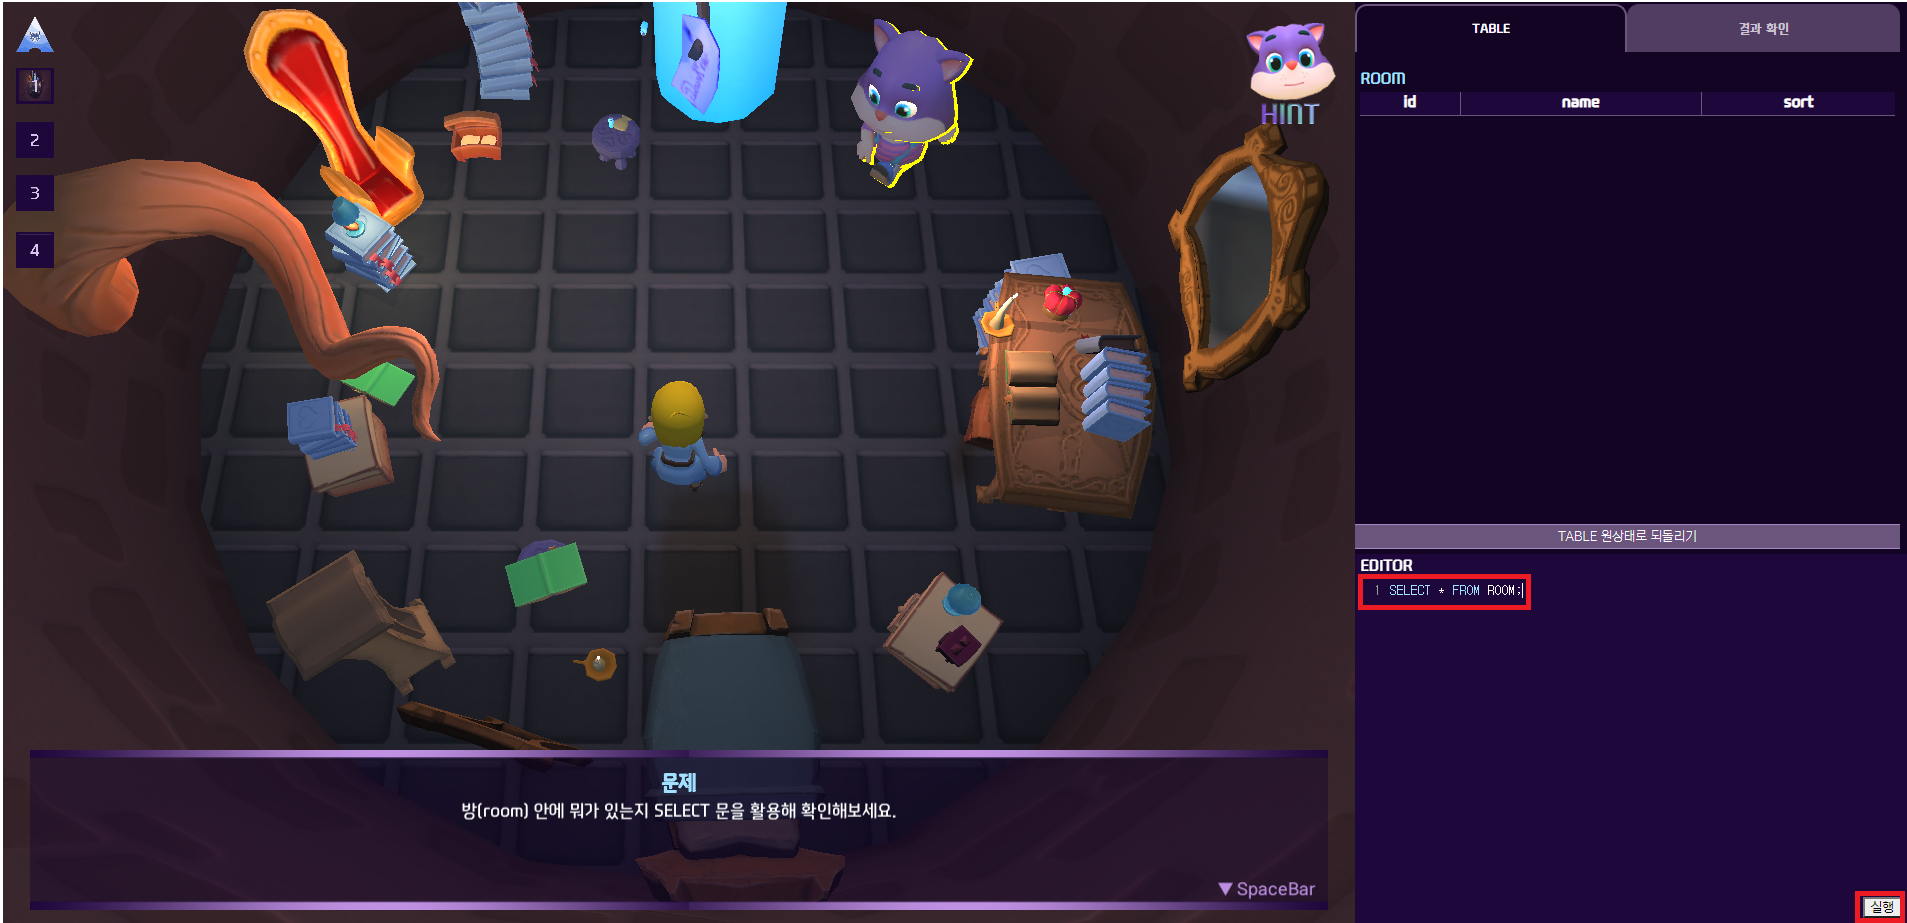 2
3
4
HINT
문제
방(room) 안에 뭐가 있는지 SELECT 문을 활용해 확인해보세요.
▼ SpaceBar
TABLE
결과 확인
ROOM
id name sort
TABLE 원상태로 되돌리기
EDITOR
1 SELECT * FROM ROOM;
실행